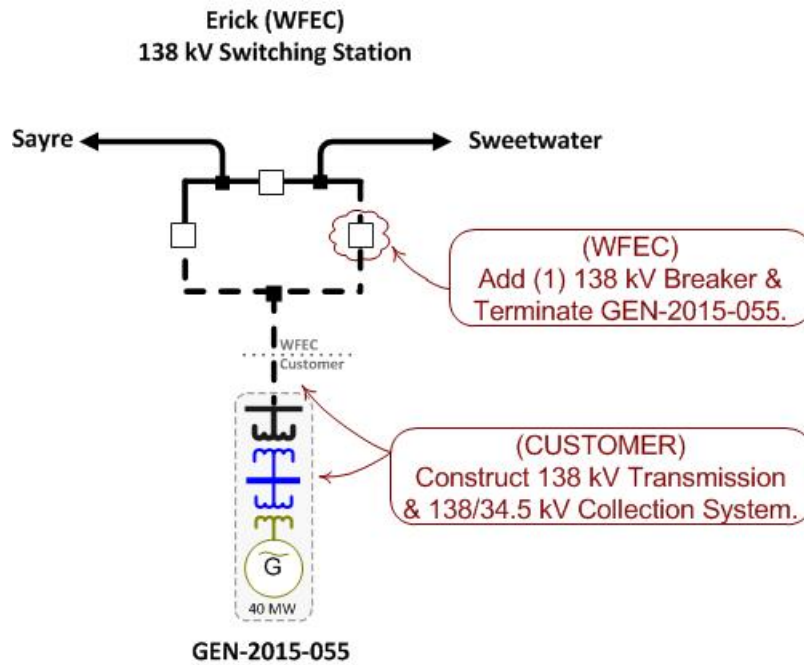 Erick (WFEC)
138 kV Switching Station
Sayre
Sweetwater
(WFEC)
Add (1) 138 kV Breaker &
Terminate GEN-2015-055.
WFEC
Customer
(CUSTOMER)
Construct 138 kV Transmission
& 138/34.5 kV Collection System.
G
40 MW
GEN-2015-055